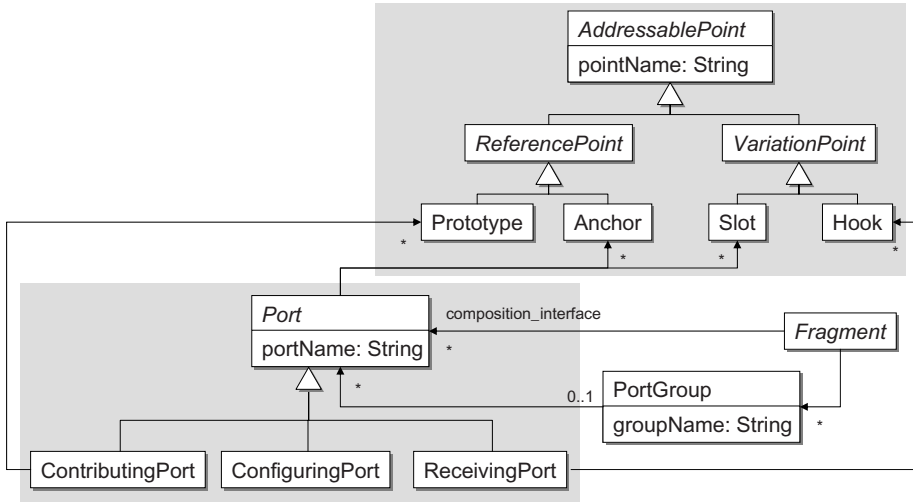 AddressablePoint
pointName: String
ReferencePoint
VariationPoint
Prototype
Anchor
Slot
Hook
*
*
*
*
Port
portName: String
composition_interface
*
Fragment
*
0..1
PortGroup
groupName: String
*
ContributingPort
ConfiguringPort
ReceivingPort